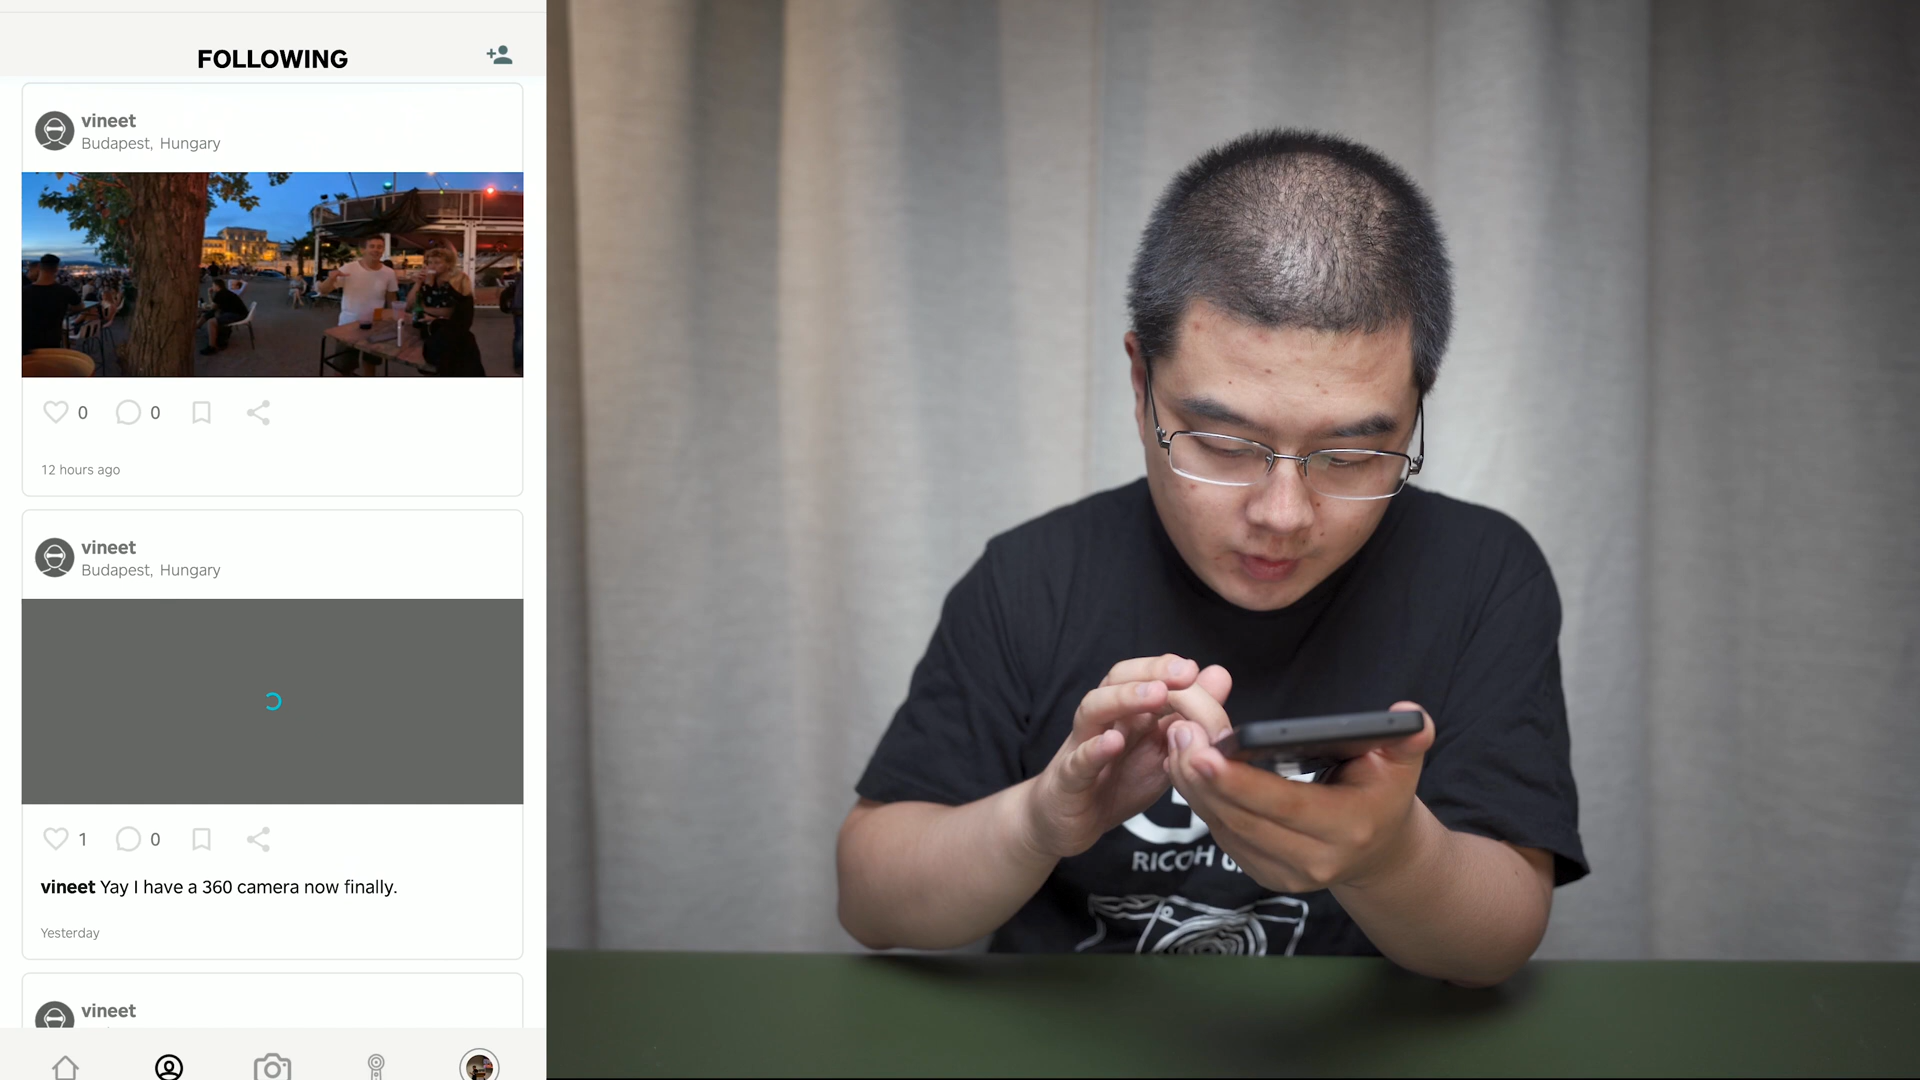 FOLLOWING
vineet
Budapest, Hungary
0 0
12 hours ago
vineet
Budapest, Hungary
1 0
vineet Yay I have a 360 camera now finally.
Yesterday
vineet
RICOH